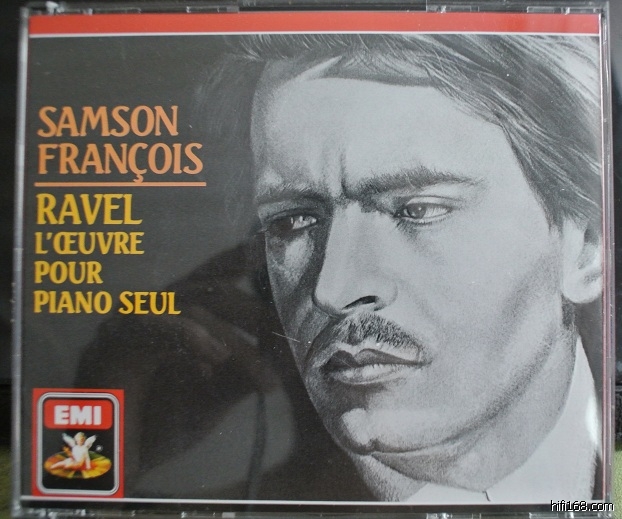 SAMSON
FRANÇOIS
RAVEL
L'ŒUVRE
POUR
PIANO SEUL
EMI
hifi168.com